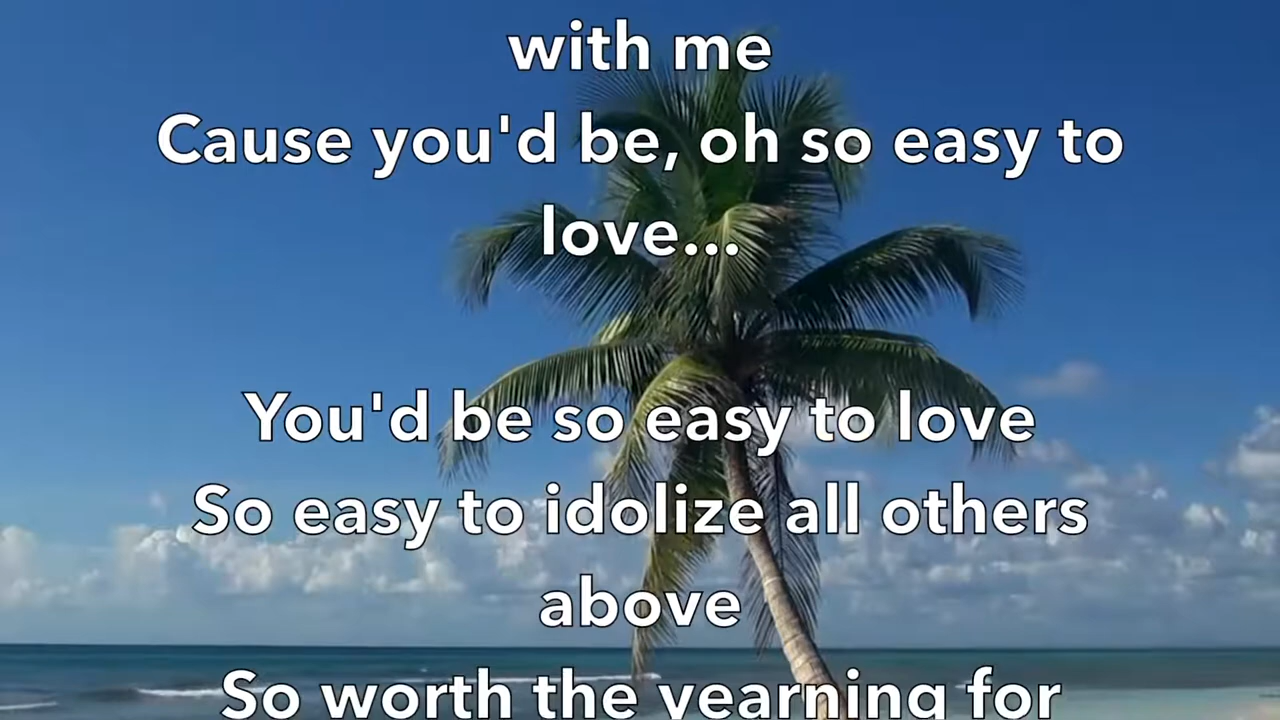 with me
Cause you'd be, oh so easy to
love...
You'd be so easy to love
So easy to idolize all others
above
So worth the yearning for